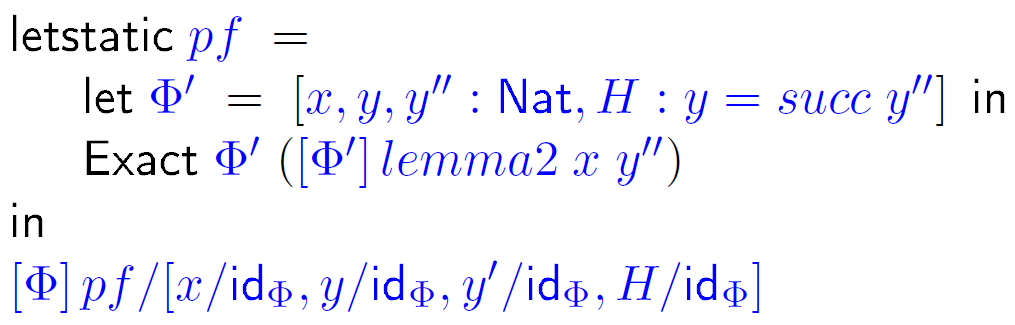 letstatic pf =
let Φ′ = [x, y, y′′ : Nat, H : y = succ y′′] in
Exact Φ′ ([Φ′] lemma2 x y′′)
in
[Φ] pf/[x/id_Φ, y/id_Φ, y′/id_Φ, H/id_Φ]